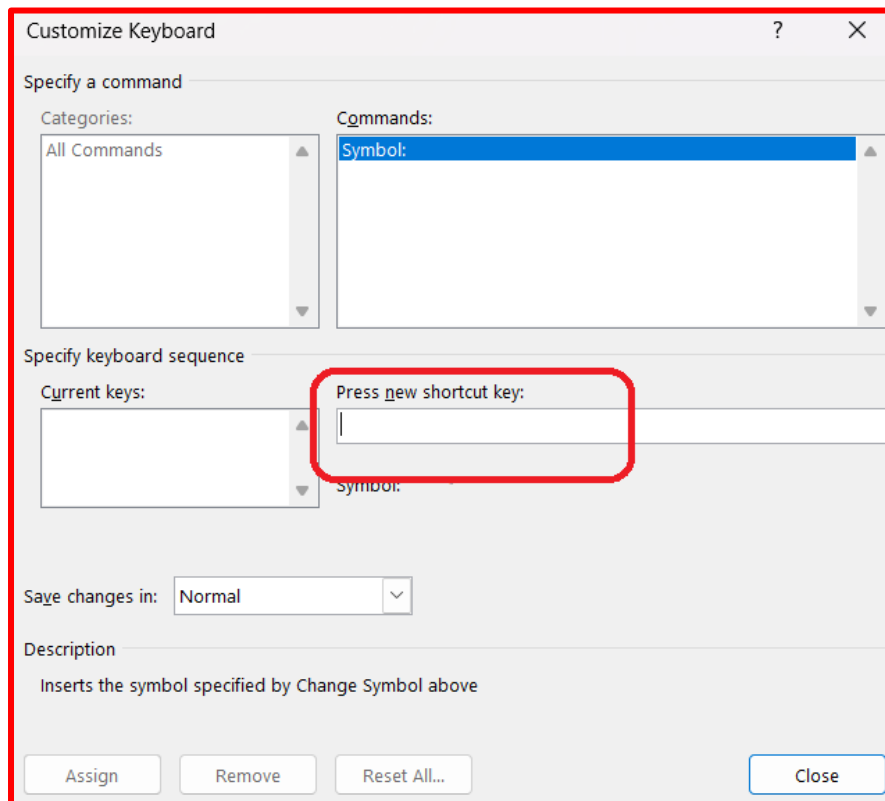 Customize Keyboard ?
Specify a command
Categories: Commands:
All Commands Symbol:
Specify keyboard sequence
Current keys: Press new shortcut key:
Symbol:
Save changes in: Normal
Description
Inserts the symbol specified by Change Symbol above
Assign Remove Reset All... Close